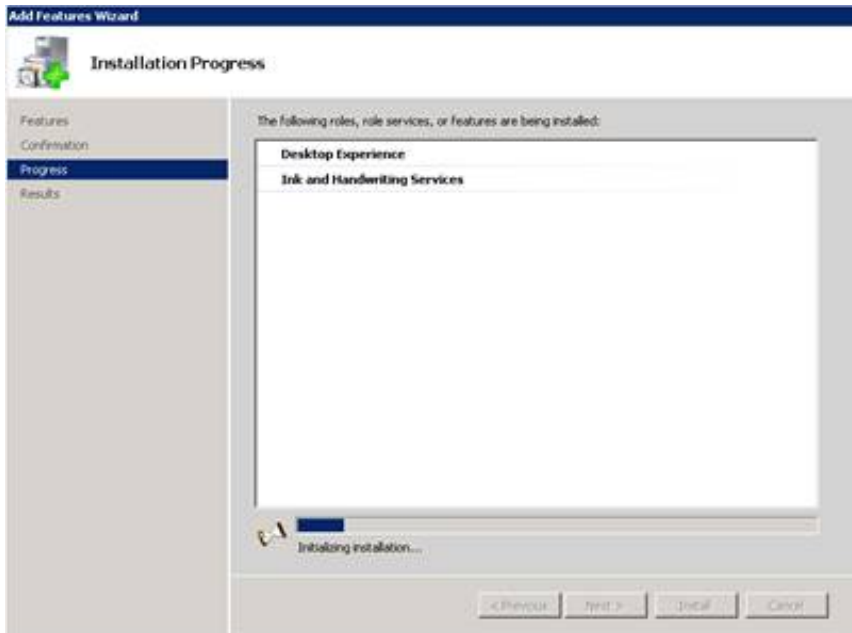 Add Features Wizard
Installation Progress
Features
Confirmation
Progress
Results
The following roles, role services, or features are being installed:
Desktop Experience
Ink and Handwriting Services
Initializing installation...
< Previous
Next >
Install
Cancel